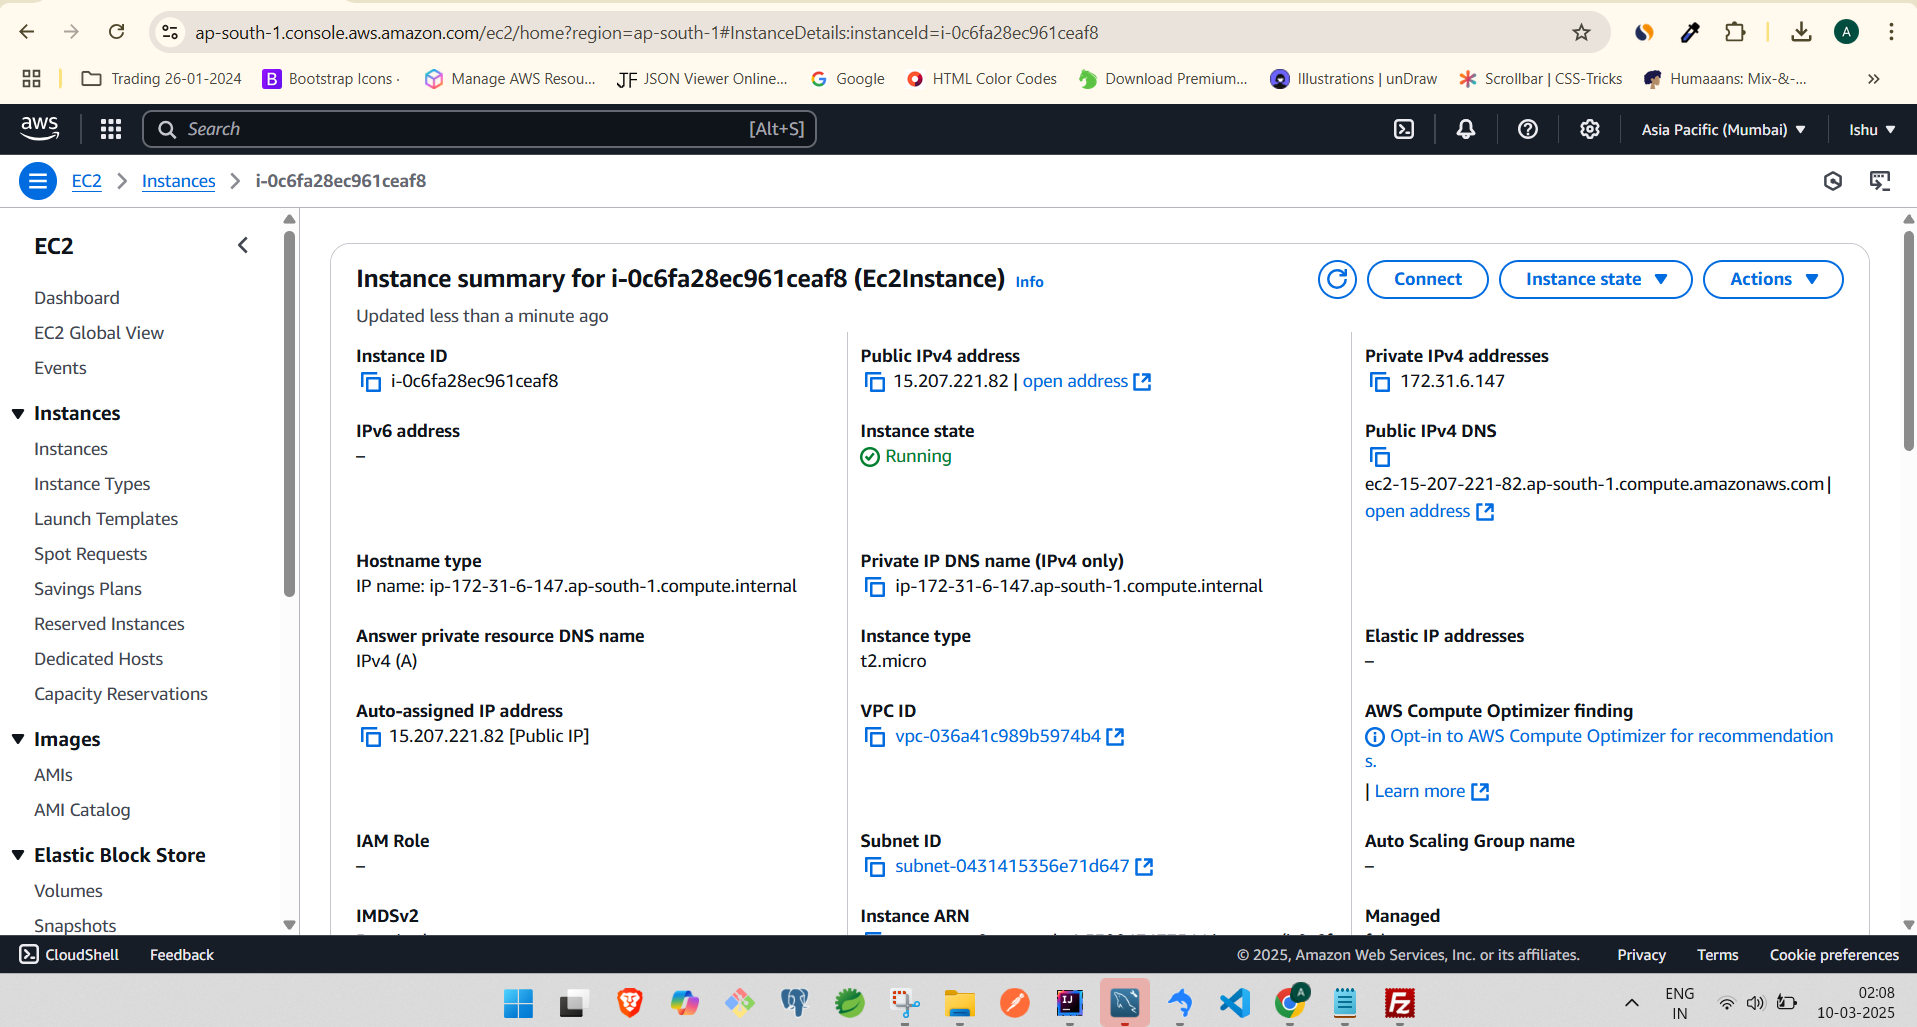 ap-south-1.console.aws.amazon.com/ec2/home?region=ap-south-1#InstanceDetails:instanceId=i-0c6fa28ec961ceaf8
A
Trading 26-01-2024
B Bootstrap Icons ·
Manage AWS Resou...
JF JSON Viewer Online...
Google
HTML Color Codes
Download Premium...
Illustrations | unDraw
Scrollbar | CSS-Tricks
Humaaans: Mix-&-...
aws
Search
[Alt+S]
Asia Pacific (Mumbai)
Ishu
EC2
Instances
i-0c6fa28ec961ceaf8
EC2
Dashboard
EC2 Global View
Events
Instances
Instances
Instance Types
Launch Templates
Spot Requests
Savings Plans
Reserved Instances
Dedicated Hosts
Capacity Reservations
Images
AMIs
AMI Catalog
Elastic Block Store
Volumes
Snapshots
Instance summary for i-0c6fa28ec961ceaf8 (Ec2Instance) Info
Updated less than a minute ago
Connect
Instance state
Actions
Instance ID
i-0c6fa28ec961ceaf8
Public IPv4 address
15.207.221.82 | open address
Private IPv4 addresses
172.31.6.147
IPv6 address
–
Instance state
Running
Public IPv4 DNS
ec2-15-207-221-82.ap-south-1.compute.amazonaws.com |
open address
Hostname type
IP name: ip-172-31-6-147.ap-south-1.compute.internal
Private IP DNS name (IPv4 only)
ip-172-31-6-147.ap-south-1.compute.internal
Answer private resource DNS name
IPv4 (A)
Instance type
t2.micro
Elastic IP addresses
–
Auto-assigned IP address
15.207.221.82 [Public IP]
VPC ID
vpc-036a41c989b5974b4
AWS Compute Optimizer finding
Opt-in to AWS Compute Optimizer for recommendation
s.
| Learn more
IAM Role
–
Subnet ID
subnet-0431415356e71d647
Auto Scaling Group name
–
IMDSv2
Instance ARN
Managed
CloudShell
Feedback
© 2025, Amazon Web Services, Inc. or its affiliates.
Privacy
Terms
Cookie preferences
IJ
A
Fz
ENG
IN
02:08
10-03-2025